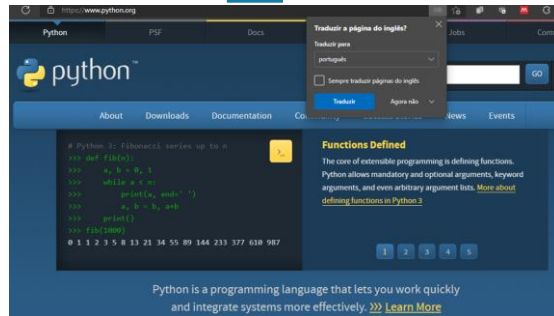 https://www.python.org
Python
PSF
Docs
Jobs
Com
Traduzir a página do inglês?
Traduzir para
português
Sempre traduzir páginas do inglês
Traduzir
Agora não
python™
GO
About
Downloads
Documentation
News
Events
# Python 3: Fibonacci series up to n
>>> def fib(n):
>>>     a, b = 0, 1
>>>     while a < n:
>>>         print(a, end=' ')
>>>         a, b = b, a+b
>>>     print()
>>> fib(1000)
0 1 1 2 3 5 8 13 21 34 55 89 144 233 377 610 987
>_
Functions Defined
The core of extensible programming is defining functions.
Python allows mandatory and optional arguments, keyword
arguments, and even arbitrary argument lists. More about
defining functions in Python 3
1 2 3 4 5
Python is a programming language that lets you work quickly
and integrate systems more effectively. >>> Learn More